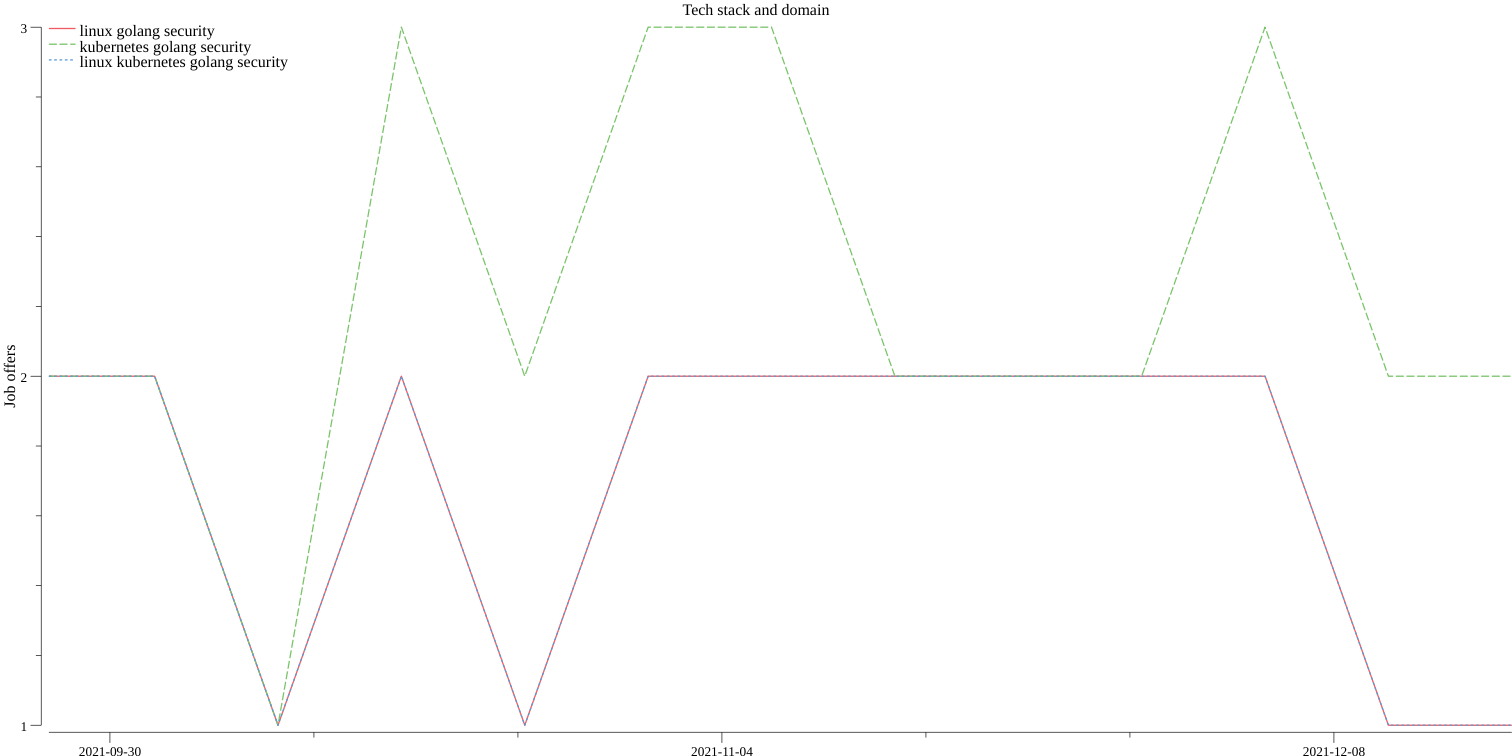 Tech stack and domain
linux golang security
kubernetes golang security
linux kubernetes golang security
Job offers
3
2
1
2021-09-30
2021-11-04
2021-12-08